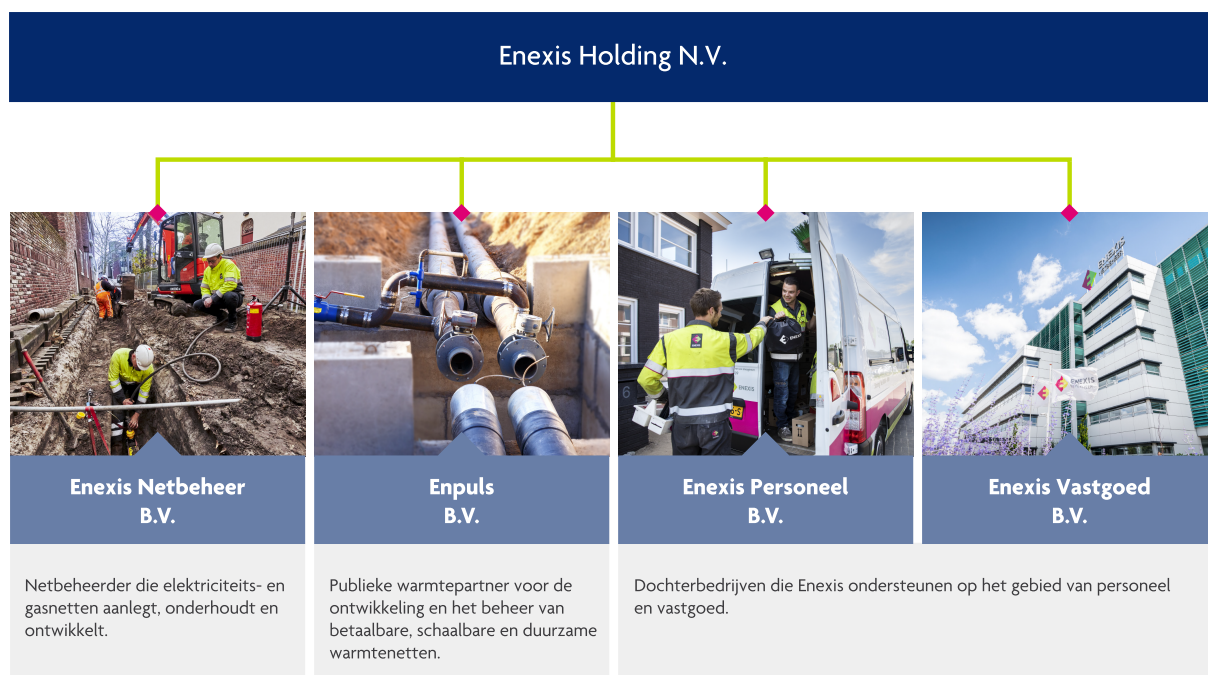 Enexis Holding N.V.
ENEXIS
ENEXIS
Enexis Netbeheer
B.V.
Enpuls
B.V.
Enexis Personeel
B.V.
Enexis Vastgoed
B.V.
Netbeheerder die elektriciteits- en
gasnetten aanlegt, onderhoudt en
ontwikkelt.
Publieke warmtepartner voor de
ontwikkeling en het beheer van
betaalbare, schaalbare en duurzame
warmtenetten.
Dochterbedrijven die Enexis ondersteunen op het gebied van personeel
en vastgoed.